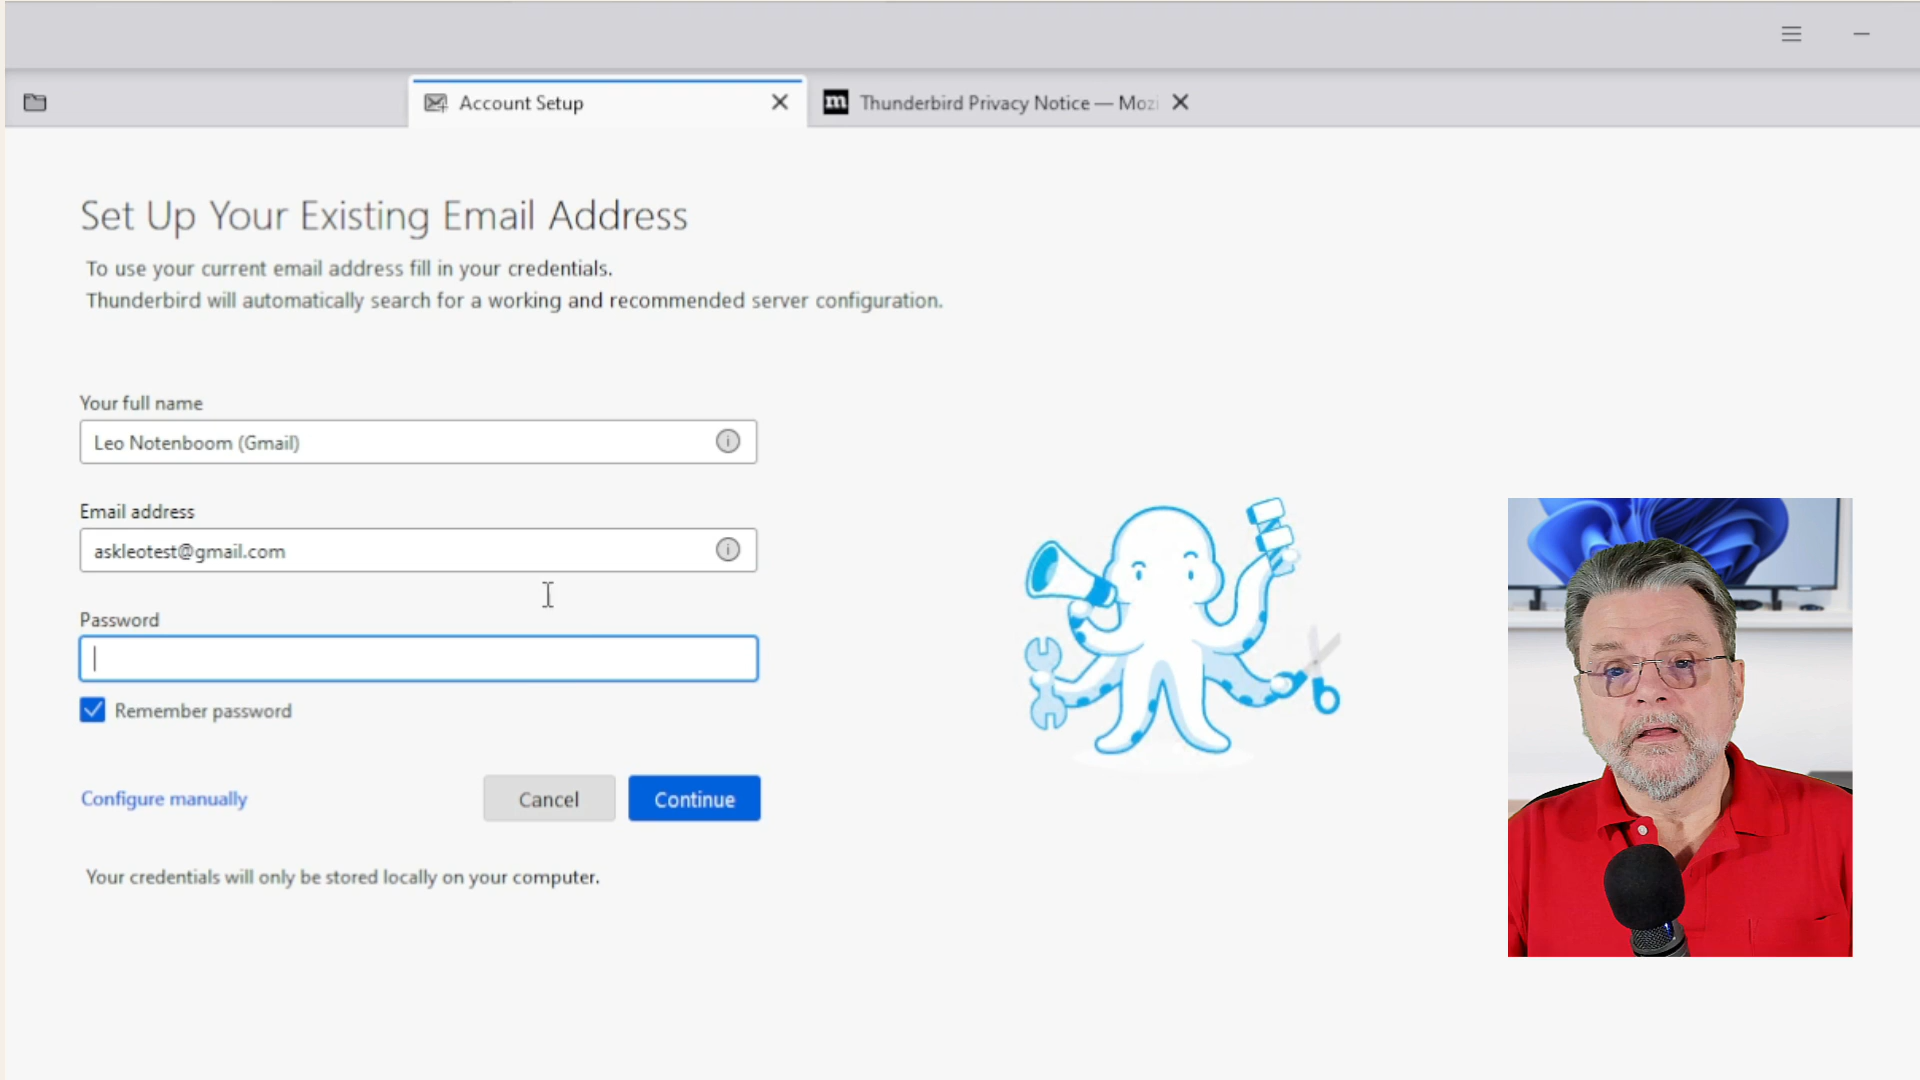 Account Setup
Thunderbird Privacy Notice — Mozi
Set Up Your Existing Email Address
To use your current email address fill in your credentials.
Thunderbird will automatically search for a working and recommended server configuration.
Your full name
Leo Notenboom (Gmail)
Email address
askleotest@gmail.com
Password
Remember password
Configure manually
Cancel
Continue
Your credentials will only be stored locally on your computer.